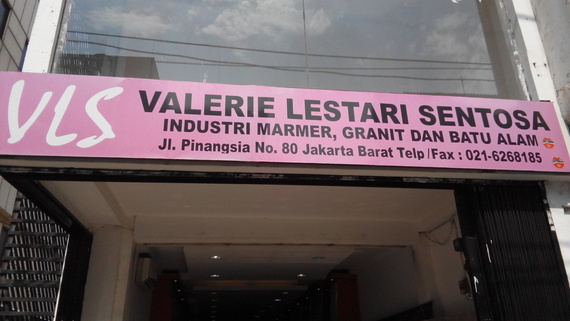 VLS
VALERIE LESTARI SENTOSA
INDUSTRI MARMER, GRANIT DAN BATU ALAM
Jl. Pinangsia No. 80 Jakarta Barat Telp/Fax : 021-6268185